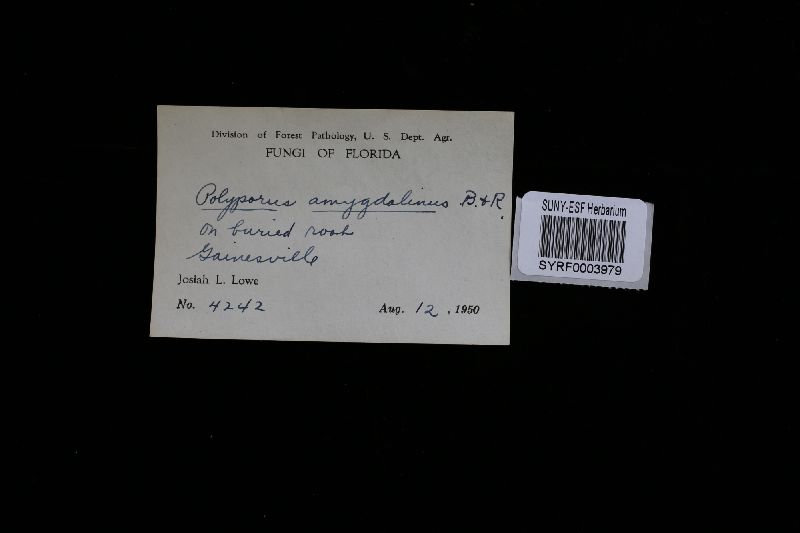 Division of Forest Pathology, U. S. Dept. Agr.
FUNGI OF FLORIDA
Polyporus amygdalinus B.&R.
on buried root
Gainesville
Josiah L. Lowe
No. 4242 Aug. 12, 1950
SUNY-ESF Herbarium
SYRF0003979